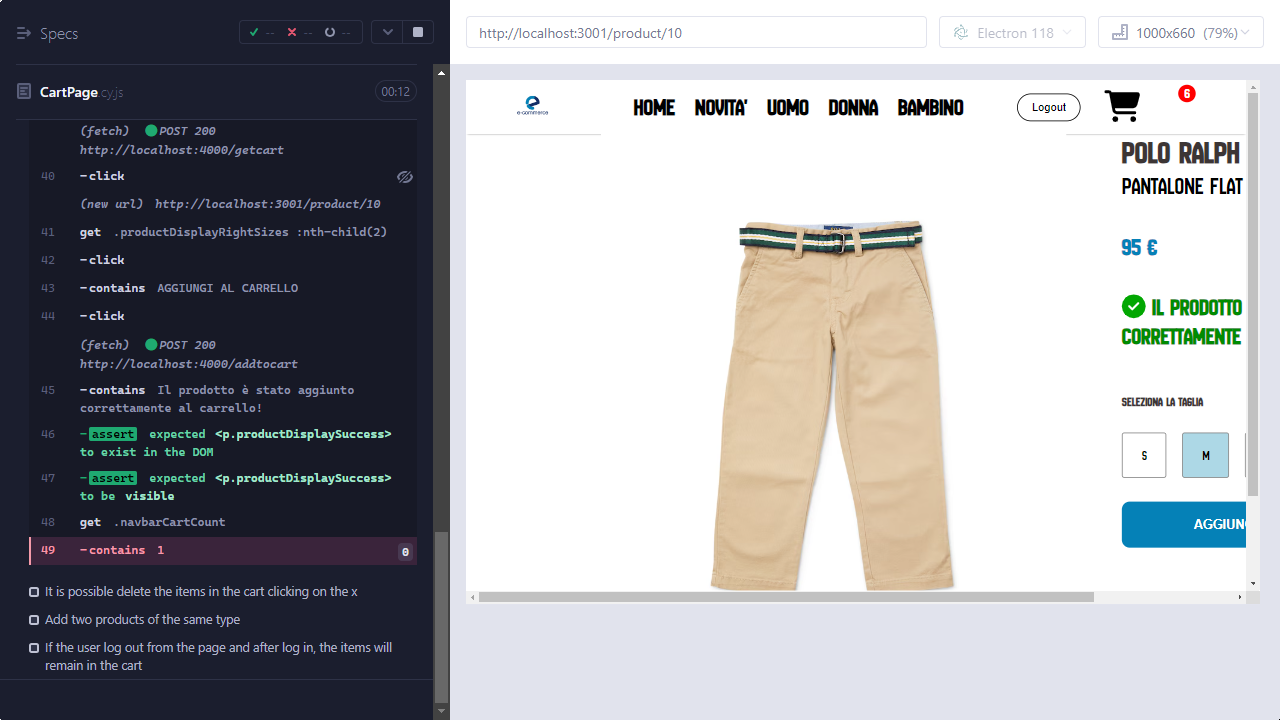 Specs
-- -- --
http://localhost:3001/product/10
Electron 118
1000x660 (79%)
CartPage.cy.js
00:12
(fetch) POST 200
http://localhost:4000/getcart
40 -click
(new url) http://localhost:3001/product/10
41 get .productDisplayRightSizes :nth-child(2)
42 -click
43 -contains AGGIUNGI AL CARRELLO
44 -click
(fetch) POST 200
http://localhost:4000/addtocart
45 -contains Il prodotto è stato aggiunto
correttamente al carrello!
46 -assert expected <p.productDisplaySuccess>
to exist in the DOM
47 -assert expected <p.productDisplaySuccess>
to be visible
48 get .navbarCartCount
49 -contains 1 0
It is possible delete the items in the cart clicking on the x
Add two products of the same type
If the user log out from the page and after log in, the items will
remain in the cart
e-commerce
HOME NOVITA' UOMO DONNA BAMBINO
Logout
6
POLO RALPH
PANTALONE FLAT
95 €
IL PRODOTTO
CORRETTAMENTE
SELEZIONA LA TAGLIA
S M
AGGIUN